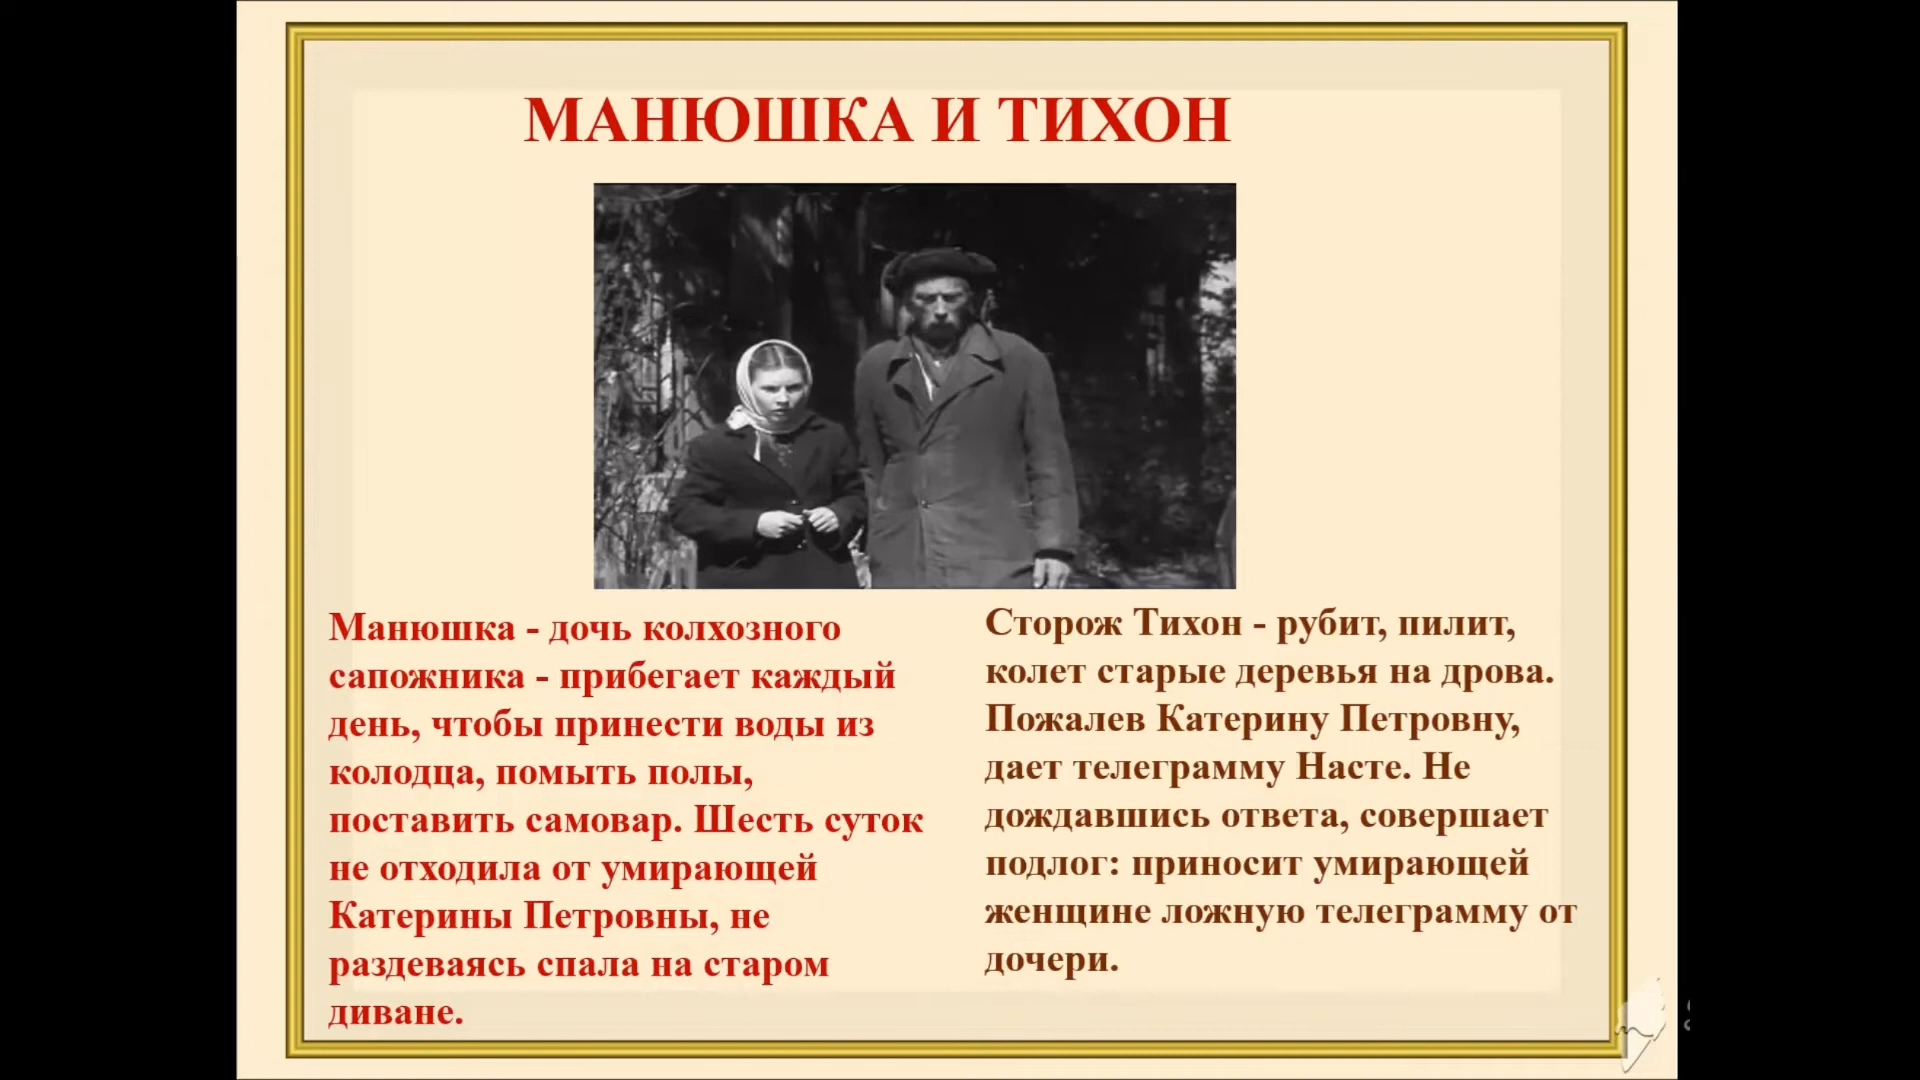 МАНЮШКА И ТИХОН
Манюшка - дочь колхозного
сапожника - прибегает каждый
день, чтобы принести воды из
колодца, помыть полы,
поставить самовар. Шесть суток
не отходила от умирающей
Катерины Петровны, не
раздеваясь спала на старом
диване.
Сторож Тихон - рубит, пилит,
колет старые деревья на дрова.
Пожалев Катерину Петровну,
дает телеграмму Насте. Не
дождавшись ответа, совершает
подлог: приносит умирающей
женщине ложную телеграмму от
дочери.